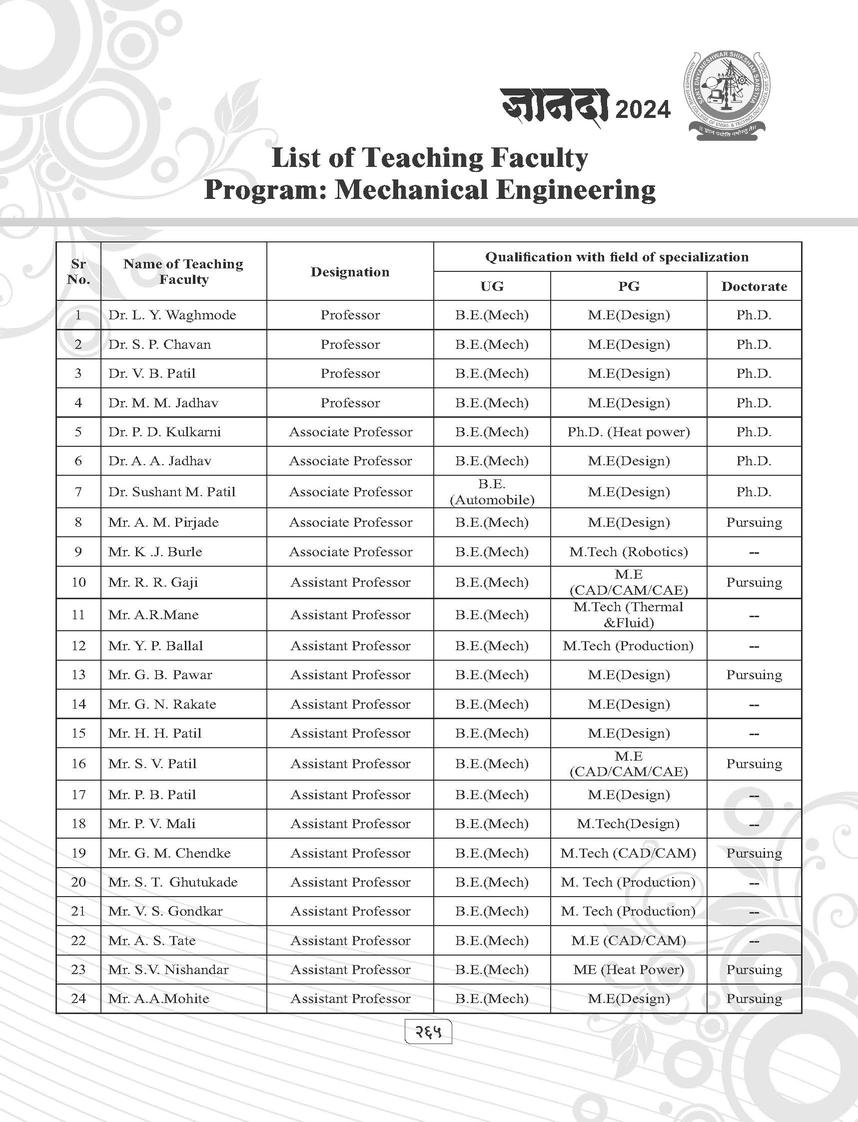 ज्ञानदा 2024
List of Teaching Faculty
Program: Mechanical Engineering
Sr No. Name of Teaching Faculty Designation Qualification with field of specialization
UG PG Doctorate
1 Dr. L. Y. Waghmode Professor B.E.(Mech) M.E(Design) Ph.D.
2 Dr. S. P. Chavan Professor B.E.(Mech) M.E(Design) Ph.D.
3 Dr. V. B. Patil Professor B.E.(Mech) M.E(Design) Ph.D.
4 Dr. M. M. Jadhav Professor B.E.(Mech) M.E(Design) Ph.D.
5 Dr. P. D. Kulkarni Associate Professor B.E.(Mech) Ph.D. (Heat power) Ph.D.
6 Dr. A. A. Jadhav Associate Professor B.E.(Mech) M.E(Design) Ph.D.
7 Dr. Sushant M. Patil Associate Professor B.E. (Automobile) M.E(Design) Ph.D.
8 Mr. A. M. Pirjade Associate Professor B.E.(Mech) M.E(Design) Pursuing
9 Mr. K .J. Burle Associate Professor B.E.(Mech) M.Tech (Robotics) --
10 Mr. R. R. Gaji Assistant Professor B.E.(Mech) M.E (CAD/CAM/CAE) Pursuing
11 Mr. A.R.Mane Assistant Professor B.E.(Mech) M.Tech (Thermal &Fluid) --
12 Mr. Y. P. Ballal Assistant Professor B.E.(Mech) M.Tech (Production) --
13 Mr. G. B. Pawar Assistant Professor B.E.(Mech) M.E(Design) Pursuing
14 Mr. G. N. Rakate Assistant Professor B.E.(Mech) M.E(Design) --
15 Mr. H. H. Patil Assistant Professor B.E.(Mech) M.E(Design) --
16 Mr. S. V. Patil Assistant Professor B.E.(Mech) M.E (CAD/CAM/CAE) Pursuing
17 Mr. P. B. Patil Assistant Professor B.E.(Mech) M.E(Design) --
18 Mr. P. V. Mali Assistant Professor B.E.(Mech) M.Tech(Design) --
19 Mr. G. M. Chendke Assistant Professor B.E.(Mech) M.Tech (CAD/CAM) Pursuing
20 Mr. S. T. Ghutukade Assistant Professor B.E.(Mech) M. Tech (Production) --
21 Mr. V. S. Gondkar Assistant Professor B.E.(Mech) M. Tech (Production) --
22 Mr. A. S. Tate Assistant Professor B.E.(Mech) M.E (CAD/CAM) --
23 Mr. S.V. Nishandar Assistant Professor B.E.(Mech) ME (Heat Power) Pursuing
24 Mr. A.A.Mohite Assistant Professor B.E.(Mech) M.E(Design) Pursuing
२६५